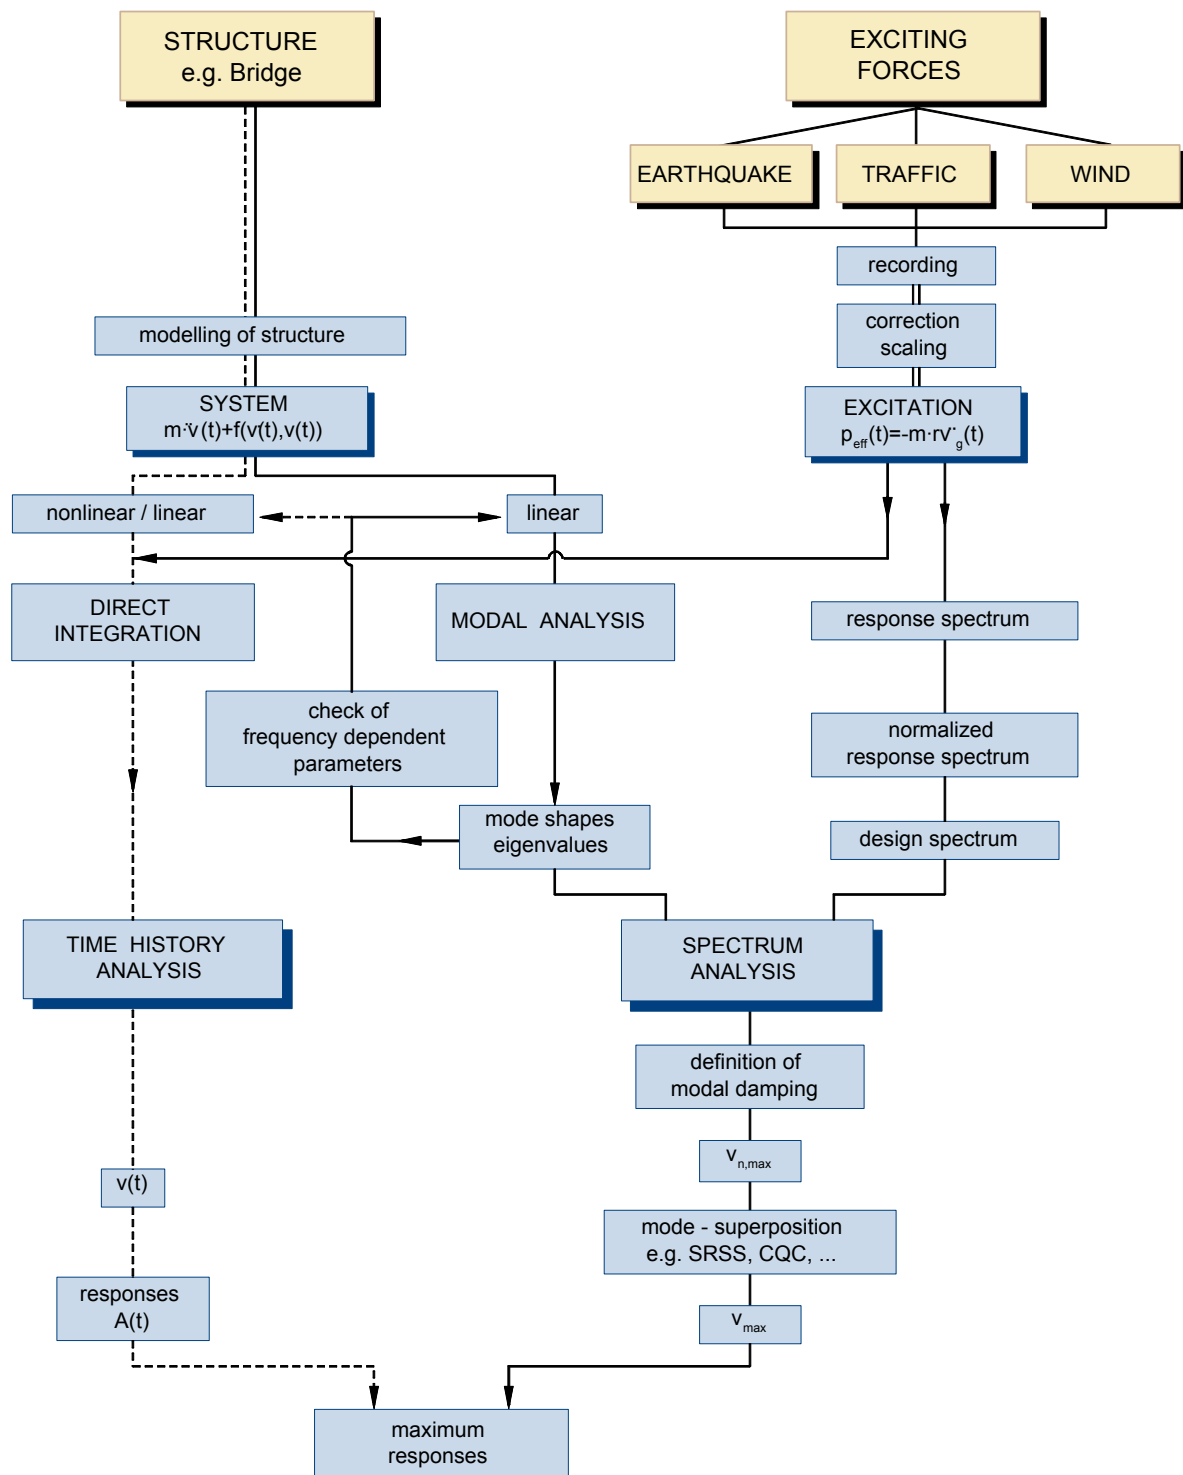 STRUCTURE
e.g. Bridge
EXCITING
FORCES
EARTHQUAKE
TRAFFIC
WIND
recording
modelling of structure
correction
scaling
SYSTEM
m·v̈(t)+f(v̇(t),v(t))
EXCITATION
p_eff(t)=-m·rv̈_g(t)
nonlinear / linear
linear
DIRECT
INTEGRATION
MODAL ANALYSIS
response spectrum
check of
frequency dependent
parameters
normalized
response spectrum
mode shapes
eigenvalues
design spectrum
TIME HISTORY
ANALYSIS
SPECTRUM
ANALYSIS
definition of
modal damping
v_n,max
v(t)
mode - superposition
e.g. SRSS, CQC, ...
responses
A(t)
v_max
maximum
responses